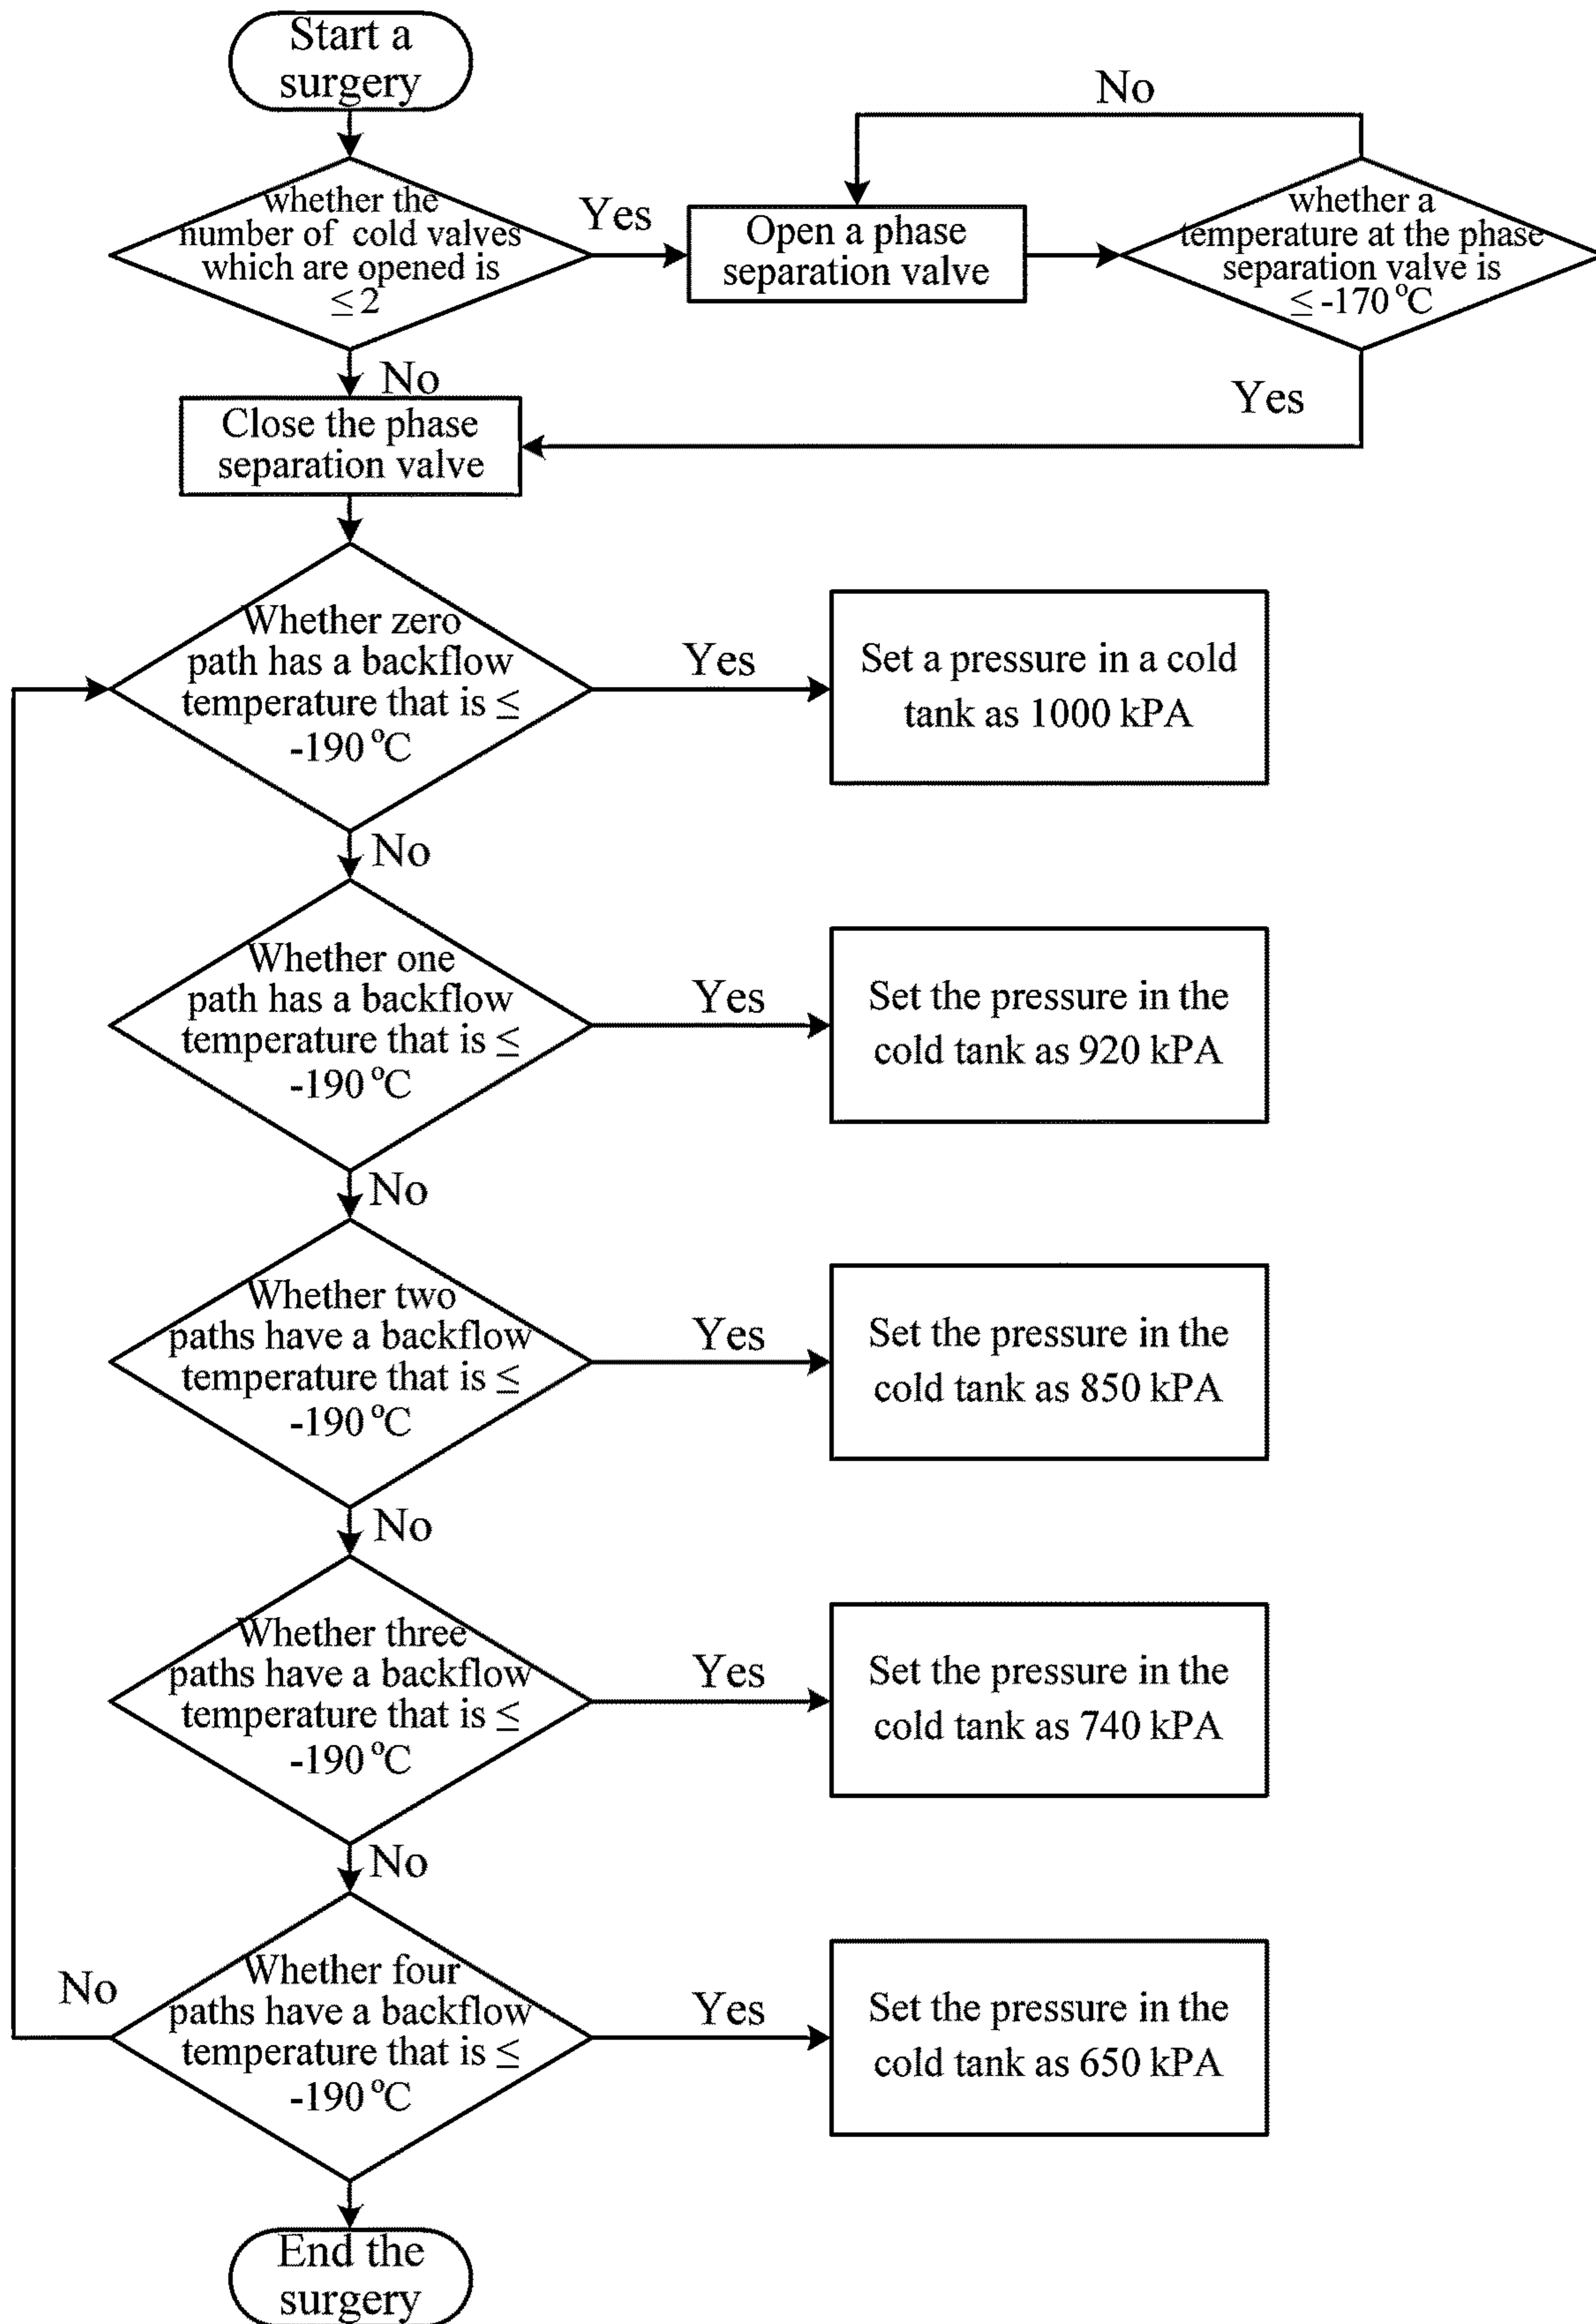 Start a
surgery
No
whether the
number of cold valves
which are opened is
≤ 2
Yes
Open a phase
separation valve
whether a
temperature at the phase
separation valve is
≤ -170 °C
No
Yes
Close the phase
separation valve
Whether zero
path has a backflow
temperature that is ≤
-190 °C
Yes
Set a pressure in a cold
tank as 1000 kPA
No
Whether one
path has a backflow
temperature that is ≤
-190 °C
Yes
Set the pressure in the
cold tank as 920 kPA
No
Whether two
paths have a backflow
temperature that is ≤
-190 °C
Yes
Set the pressure in the
cold tank as 850 kPA
No
Whether three
paths have a backflow
temperature that is ≤
-190 °C
Yes
Set the pressure in the
cold tank as 740 kPA
No
No
Whether four
paths have a backflow
temperature that is ≤
-190 °C
Yes
Set the pressure in the
cold tank as 650 kPA
End the
surgery